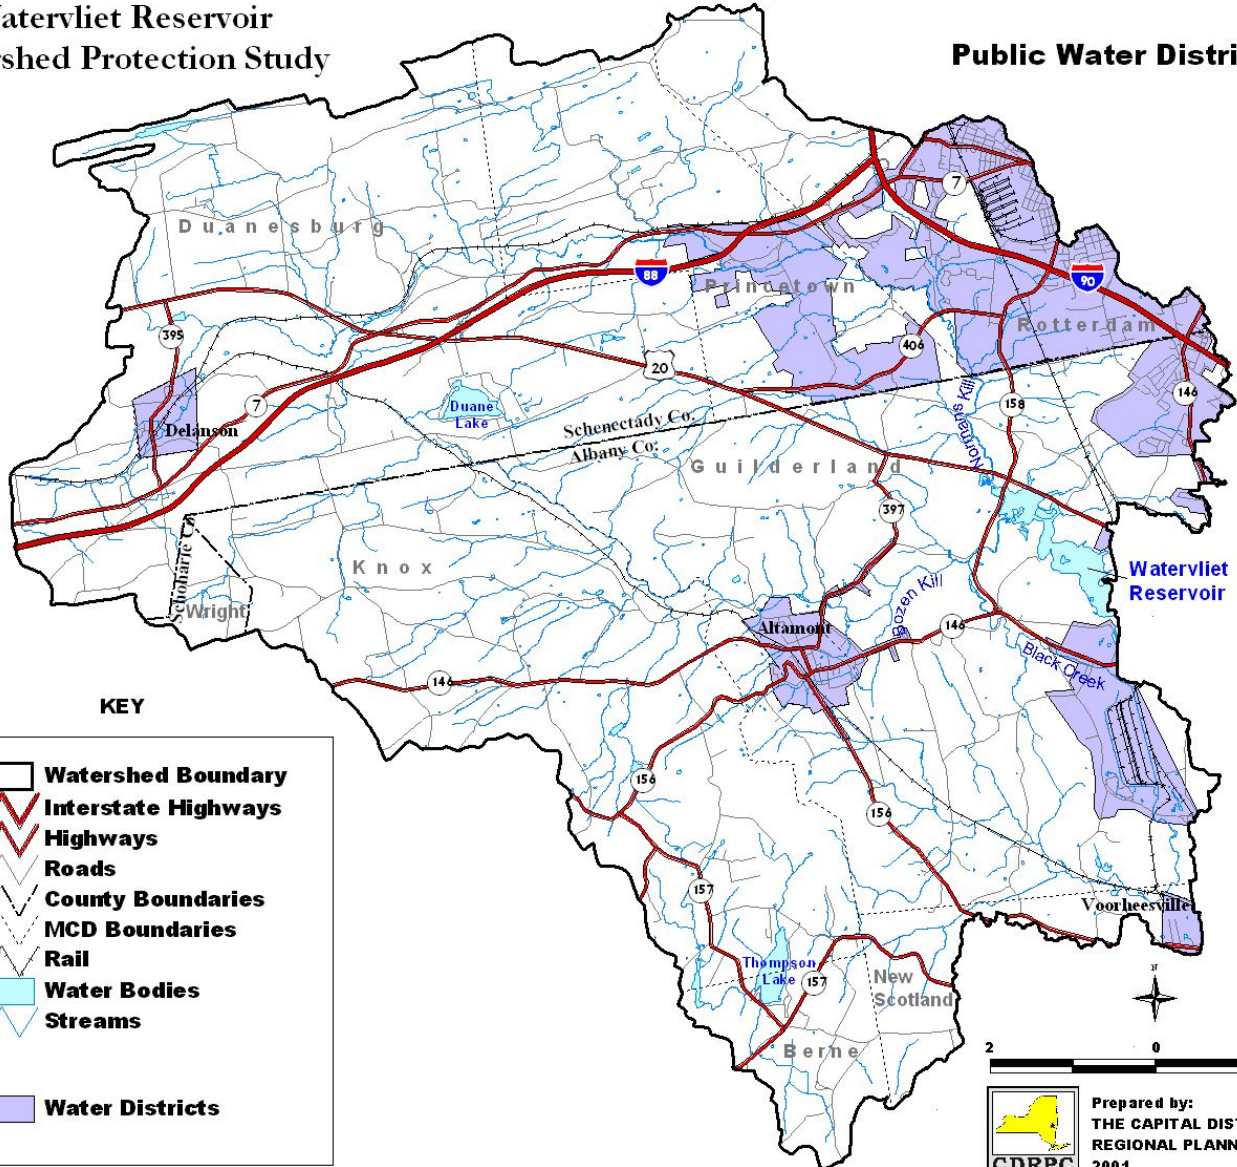 atervliet Reservoir
rshed Protection Study
Public Water Distri
Duanesburg
7
88
Princetown
90
Rotterdam
395
406
20
7
Duane
Lake
Delanson
Normans Kill
158
146
Schenectady Co.
Albany Co.
Guilderland
397
Schoharie Co.
Wright
Knox
Bozen Kill
Watervliet
Reservoir
Altamont
146
Black Creek
146
156
156
157
Voorheesville
Thompson
Lake
157
New
Scotland
Berne
KEY
Watershed Boundary
Interstate Highways
Highways
Roads
County Boundaries
MCD Boundaries
Rail
Water Bodies
Streams
Water Districts
N
2 0
Prepared by:
THE CAPITAL DIS
REGIONAL PLANN
2001
CDRPC